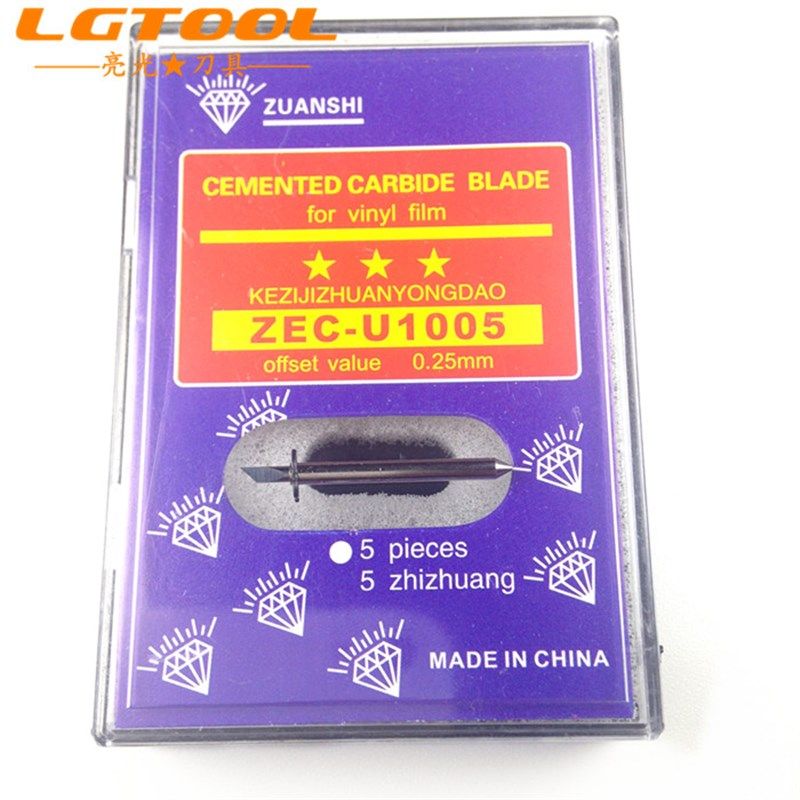 LGTOOL
亮光★刀具
ZUANSHI
CEMENTED CARBIDE BLADE
for vinyl film
★ ★ ★
KEZIJIZHUANYONGDAO
ZEC-U1005
offset value 0.25mm
5 pieces
5 zhizhuang
MADE IN CHINA